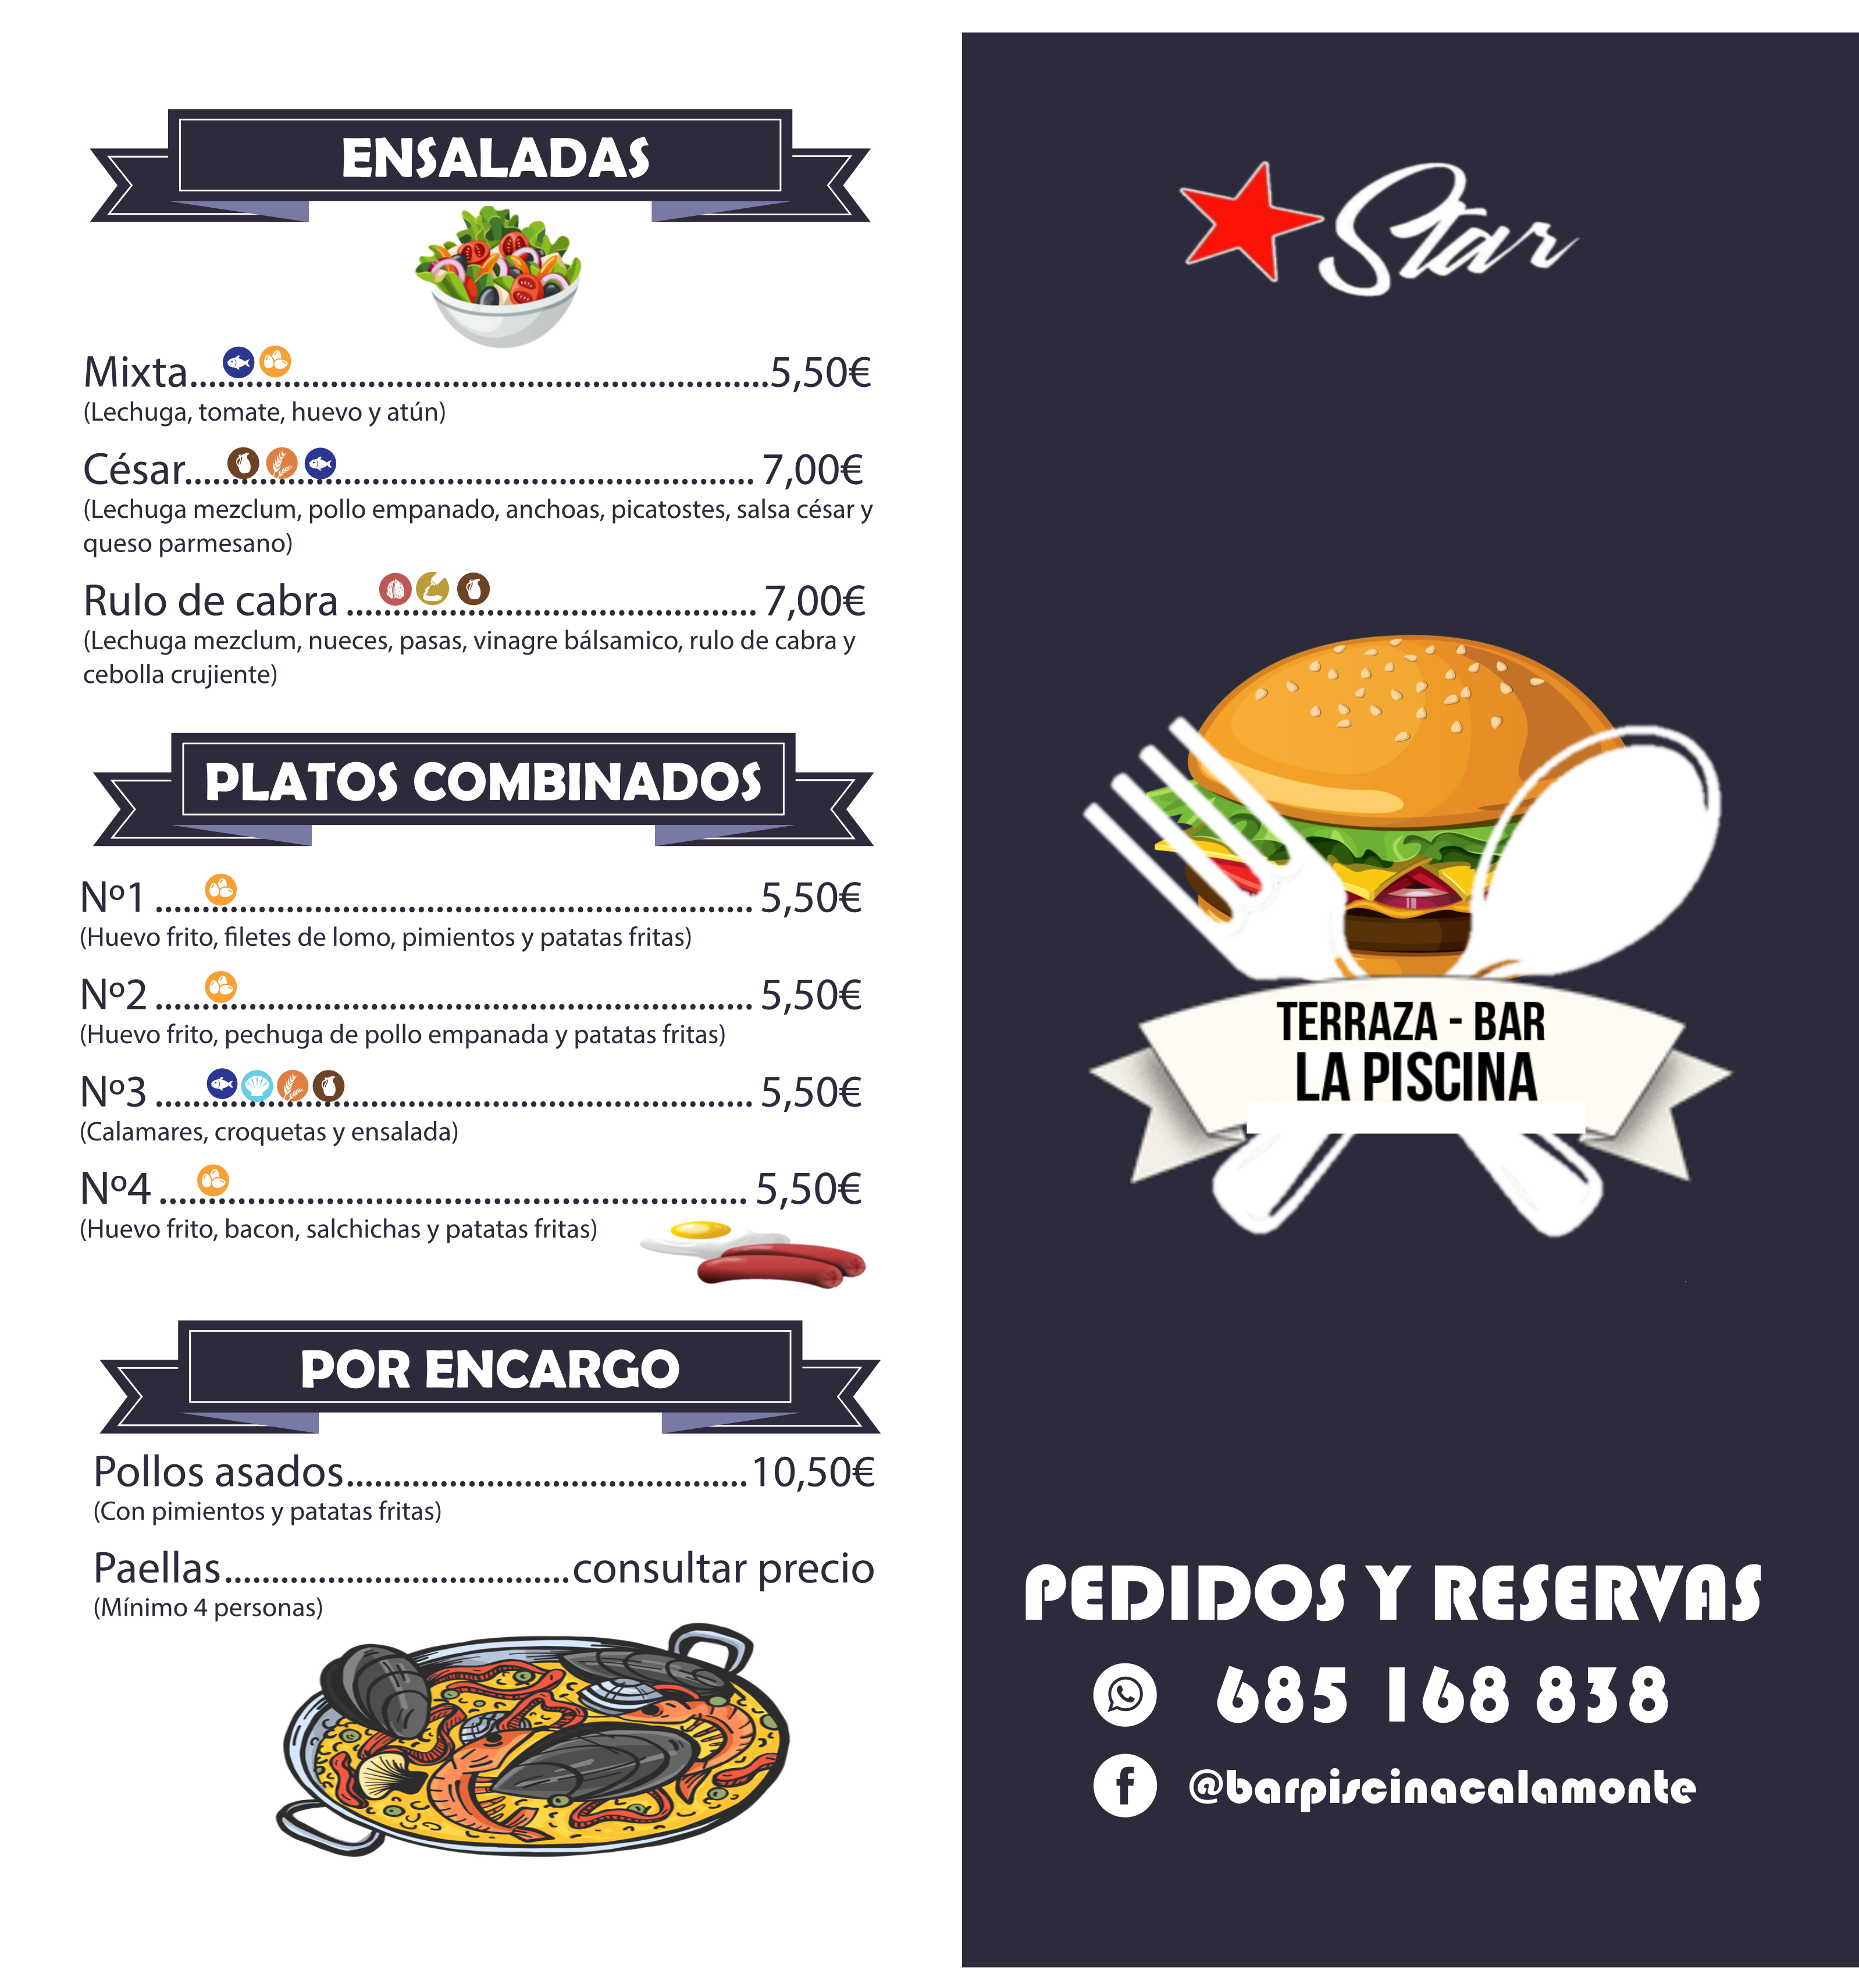 ENSALADAS
Mixta..............................................................5,50€
(Lechuga, tomate, huevo y atún)
César............................................................. 7,00€
(Lechuga mezclum, pollo empanado, anchoas, picatostes, salsa césar y
queso parmesano)
Rulo de cabra ............................................ 7,00€
(Lechuga mezclum, nueces, pasas, vinagre bálsamico, rulo de cabra y
cebolla crujiente)
PLATOS COMBINADOS
Nº1 ................................................................ 5,50€
(Huevo frito, filetes de lomo, pimientos y patatas fritas)
Nº2 ................................................................ 5,50€
(Huevo frito, pechuga de pollo empanada y patatas fritas)
Nº3 ................................................................ 5,50€
(Calamares, croquetas y ensalada)
Nº4 ............................................................... 5,50€
(Huevo frito, bacon, salchichas y patatas fritas)
POR ENCARGO
Pollos asados...........................................10,50€
(Con pimientos y patatas fritas)
Paellas.....................................consultar precio
(Mínimo 4 personas)
Star
TERRAZA - BAR
LA PISCINA
PEDIDOS Y RESERVAS
685 168 838
@barpiscinacalamonte